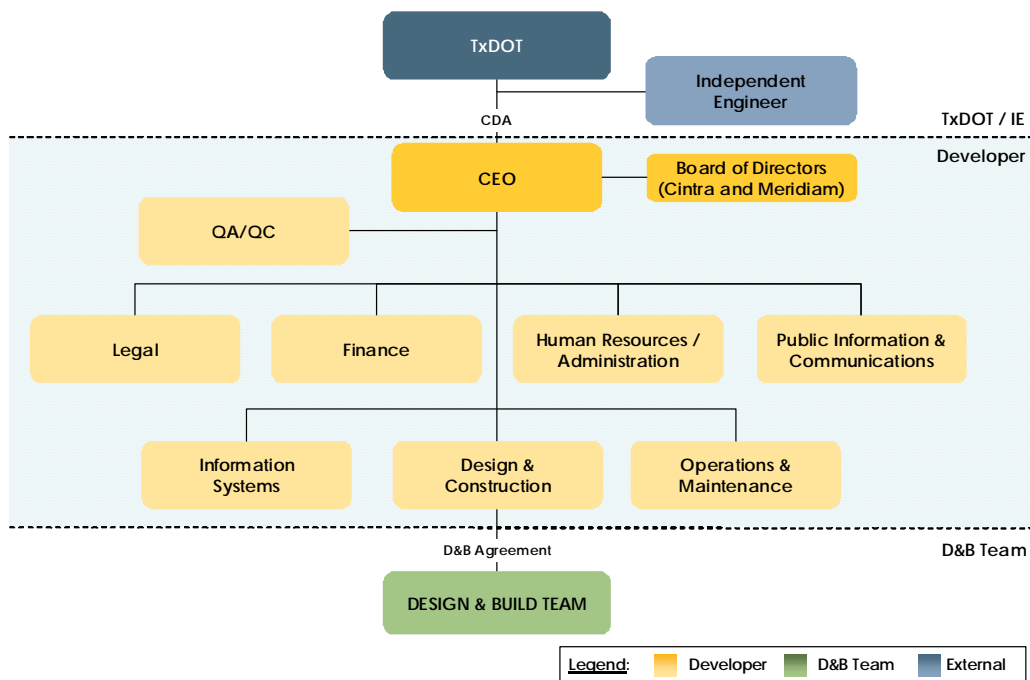 TxDOT
Independent
Engineer
CDA
TxDOT / IE
Developer
CEO
Board of Directors
(Cintra and Meridiam)
QA/QC
Legal
Finance
Human Resources /
Administration
Public Information &
Communications
Information
Systems
Design &
Construction
Operations &
Maintenance
D&B Agreement
D&B Team
DESIGN & BUILD TEAM
Legend: Developer D&B Team External